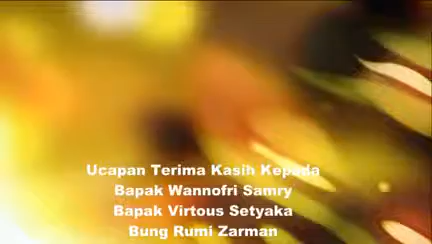 Ucapan Terima Kasih Kepada
Bapak Wannofri Samry
Bapak Virtous Setyaka
Bung Rumi Zarman